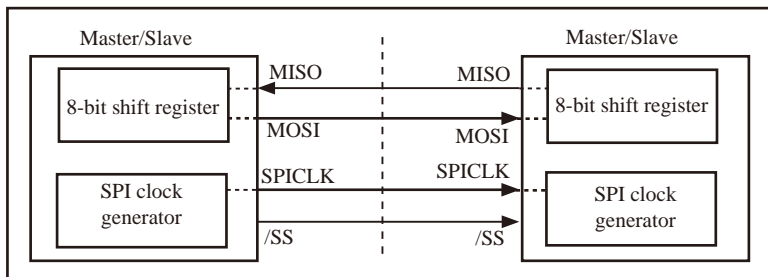 Master/Slave
Master/Slave
MISO
MISO
8-bit shift register
8-bit shift register
MOSI
MOSI
SPICLK
SPICLK
SPI clock
generator
SPI clock
generator
/SS
/SS